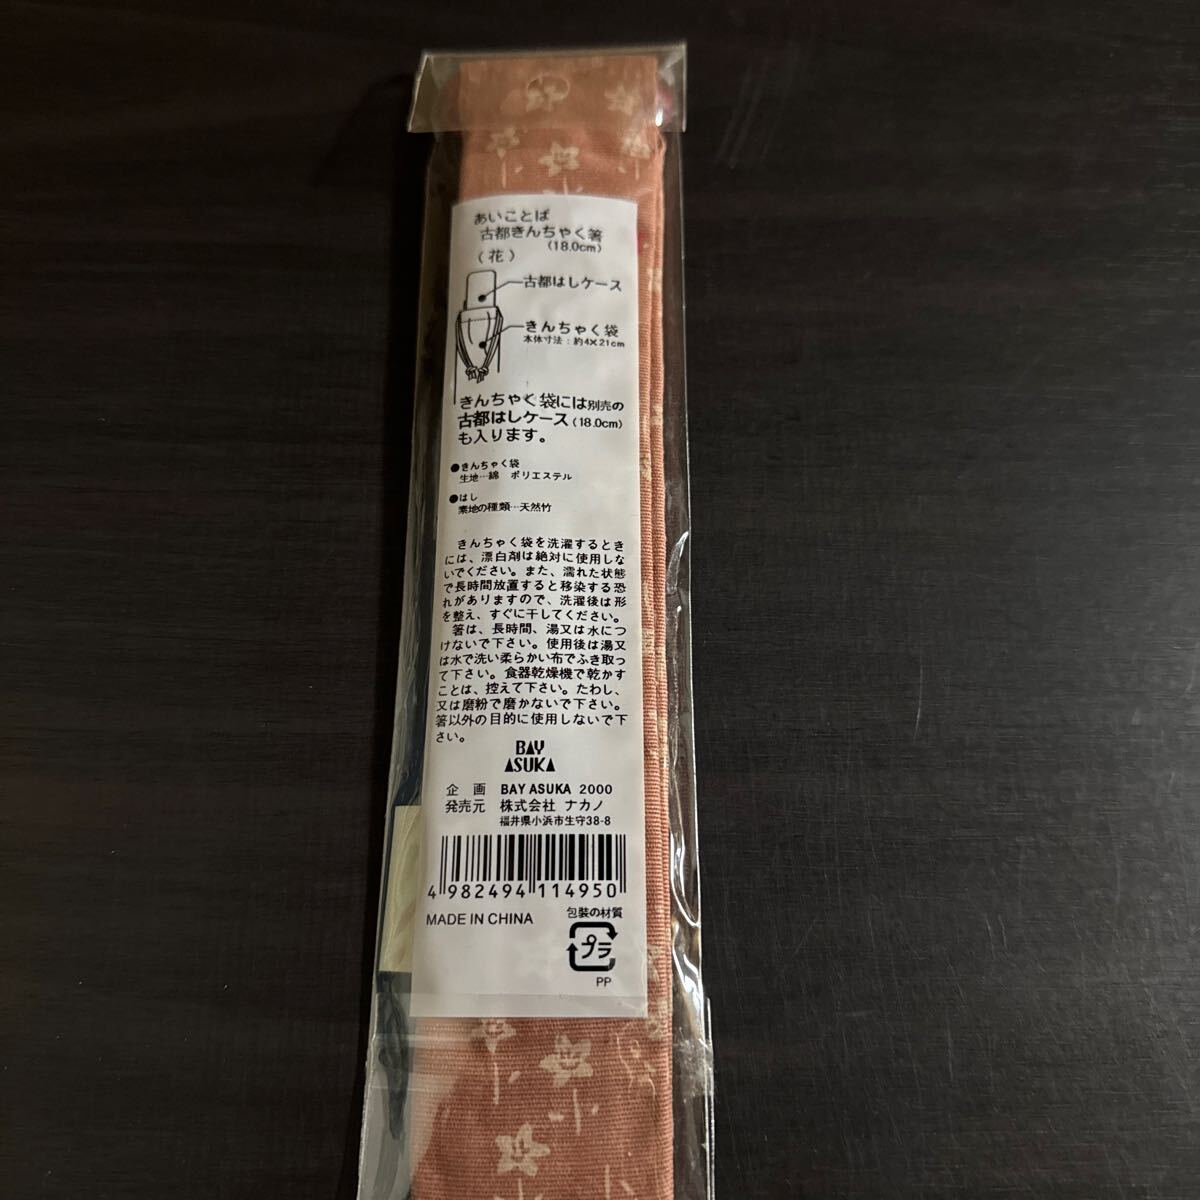 あいことば
古都きんちゃく箸
(18.0cm)
(花)
古都はしケース
きんちゃく袋
本体寸法：約4×21cm
きんちゃく袋には別売の
古都はしケース(18.0cm)
も入ります。
●きんちゃく袋
生地…綿 ポリエステル
●はし
素地の種類…天然竹
きんちゃく袋を洗濯するとき
には、漂白剤は絶対に使用しな
いでください。また、濡れた状態
で長時間放置すると移染する恐
れがありますので、洗濯後は形
を整え、すぐに干してください。
箸は、長時間、湯又は水につ
けないで下さい。使用後は湯又
は水で洗い柔らかい布でふき取っ
て下さい。食器乾燥機で乾かす
ことは、控えて下さい。たわし、
又は磨粉で磨かないで下さい。
箸以外の目的に使用しないで下
さい。
BAY
ASUKA
企画 BAY ASUKA 2000
発売元 株式会社 ナカノ
福井県小浜市生守38-8
4 982494 114950
MADE IN CHINA
包装の材質
プラ
PP